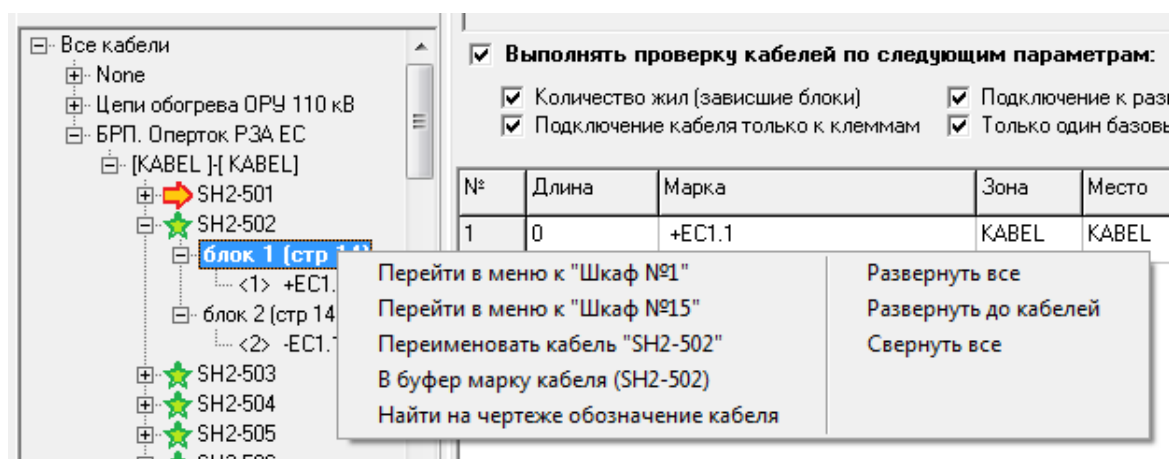 Все кабели
None
Цепи обогрева ОРУ 110 кВ
БРП. Оперток РЗА ЕС
[KABEL ]-[ KABEL]
SH2-501
SH2-502
блок 1 (стр 14)
<1> +EC1.
блок 2 (стр 14
<2> -EC1.
SH2-503
SH2-504
SH2-505
Выполнять проверку кабелей по следующим параметрам:
Количество жил (зависшие блоки)
Подключение кабеля только к клеммам
Только один
№ Длина Марка Зона Место
1 0 +EC1.1 KABEL KABEL
Перейти в меню к "Шкаф №1"
Перейти в меню к "Шкаф №15"
Переименовать кабель "SH2-502"
В буфер марку кабеля (SH2-502)
Найти на чертеже обозначение кабеля
Развернуть все
Развернуть до кабелей
Свернуть все